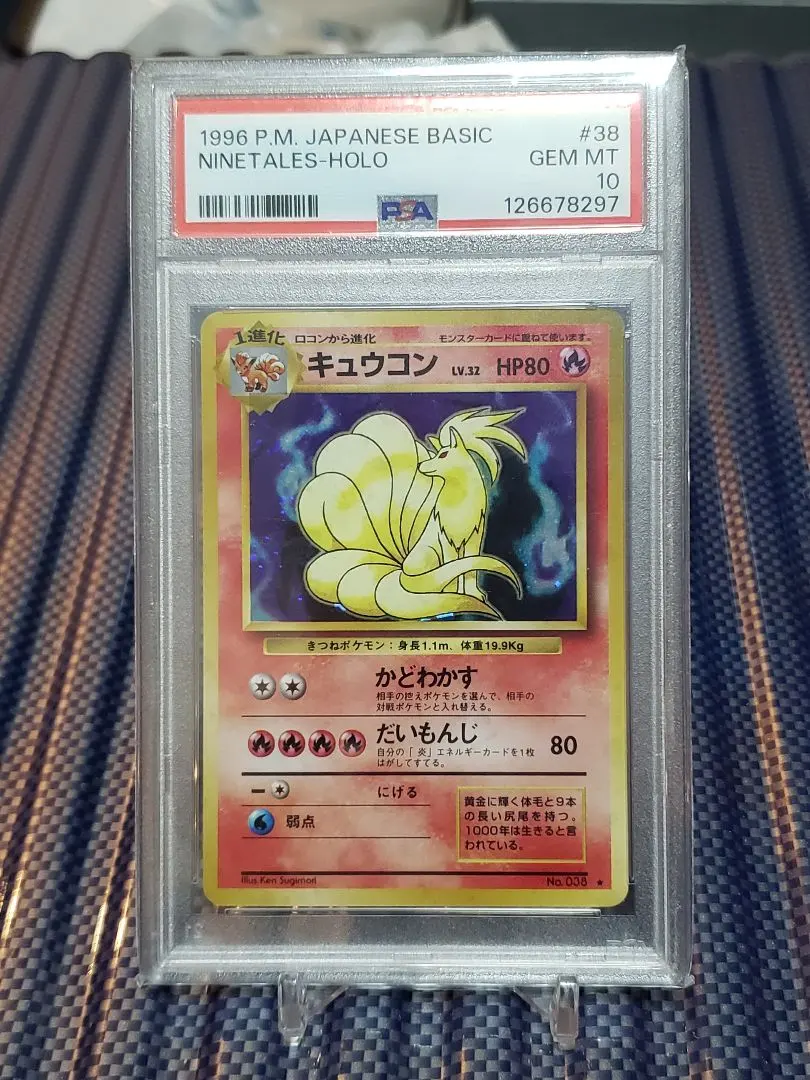 1996 P.M. JAPANESE BASIC #38
NINETALES-HOLO GEM MT
10
PSA 126678297
1進化 ロコンから進化 モンスターカードに重ねて使います。
キュウコン LV.32 HP80
きつねポケモン：身長1.1m、体重19.9Kg
かどわかす
相手の控えポケモンを選んで、相手の
対戦ポケモンと入れ替える。
だいもんじ 80
自分の「炎」エネルギーカードを1枚
はがしてすてる。
にげる
弱点
黄金に輝く体毛と9本
の長い尻尾を持つ。
1000年は生きると言
われている。
Illus Ken Sugimori No. 038